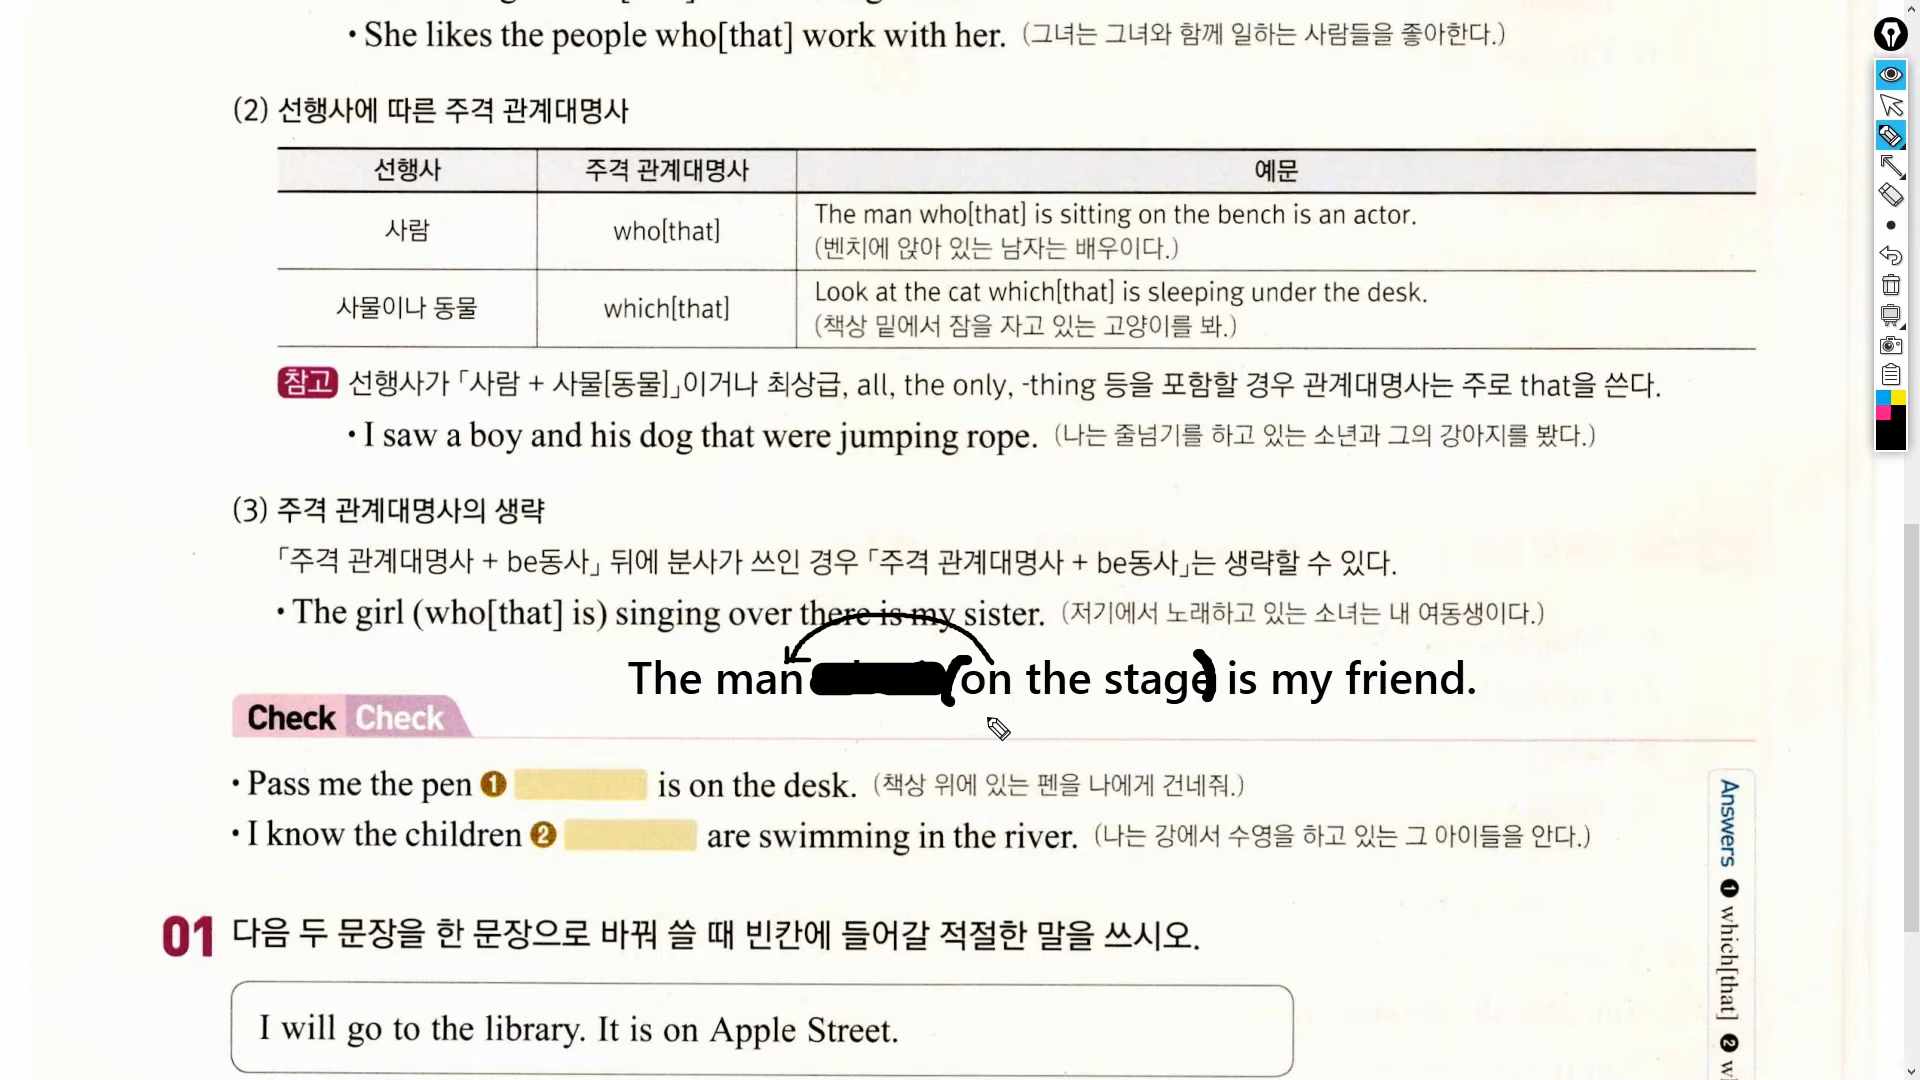 • She likes the people who[that] work with her. (그녀는 그녀와 함께 일하는 사람들을 좋아한다.)
(2) 선행사에 따른 주격 관계대명사
선행사 주격 관계대명사 예문
사람 who[that] The man who[that] is sitting on the bench is an actor.
(벤치에 앉아 있는 남자는 배우이다.)
사물이나 동물 which[that] Look at the cat which[that] is sleeping under the desk.
(책상 밑에서 잠을 자고 있는 고양이를 봐.)
참고 선행사가 「사람 + 사물[동물]」이거나 최상급, all, the only, -thing 등을 포함할 경우 관계대명사는 주로 that을 쓴다.
• I saw a boy and his dog that were jumping rope. (나는 줄넘기를 하고 있는 소년과 그의 강아지를 봤다.)
(3) 주격 관계대명사의 생략
「주격 관계대명사 + be동사」 뒤에 분사가 쓰인 경우 「주격 관계대명사 + be동사」는 생략할 수 있다.
• The girl (who[that] is) singing over there is my sister. (저기에서 노래하고 있는 소녀는 내 여동생이다.)
The man (on the stage) is my friend.
Check Check
• Pass me the pen ❶ is on the desk. (책상 위에 있는 펜을 나에게 건네줘.)
• I know the children ❷ are swimming in the river. (나는 강에서 수영을 하고 있는 그 아이들을 안다.)
Answers ❶ which[that] ❷
01 다음 두 문장을 한 문장으로 바꿔 쓸 때 빈칸에 들어갈 적절한 말을 쓰시오.
I will go to the library. It is on Apple Street.